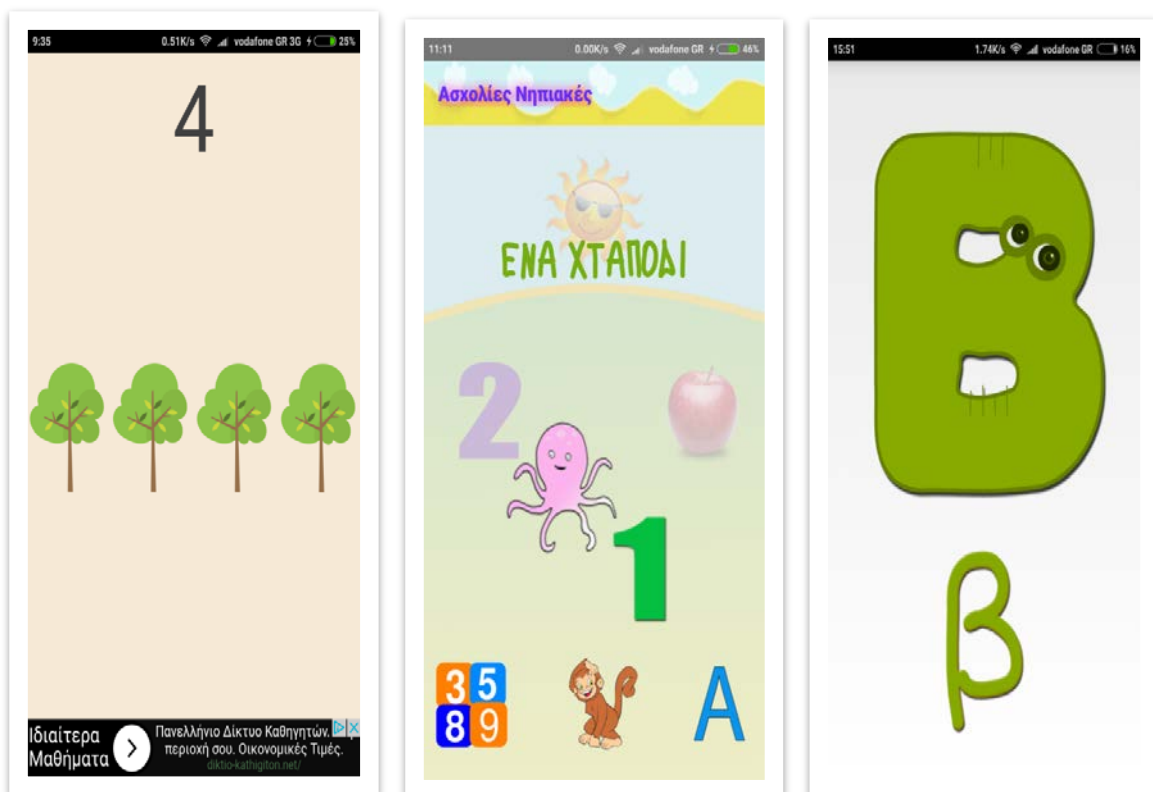 9:35 0.51K/s vodafone GR 3G 25%
4
Ιδιαίτερα
Μαθήματα
Πανελλήνιο Δίκτυο Καθηγητών.
περιοχή σου. Οικονομικές Τιμές.
diktio-kathigiton.net/
11:11 0.00K/s vodafone GR 46%
Ασχολίες Νηπιακές
ΕΝΑ ΧΤΑΠΟΔΙ
2
1
3 5
8 9
Α
15:51 1.74K/s vodafone GR 16%
Β
β